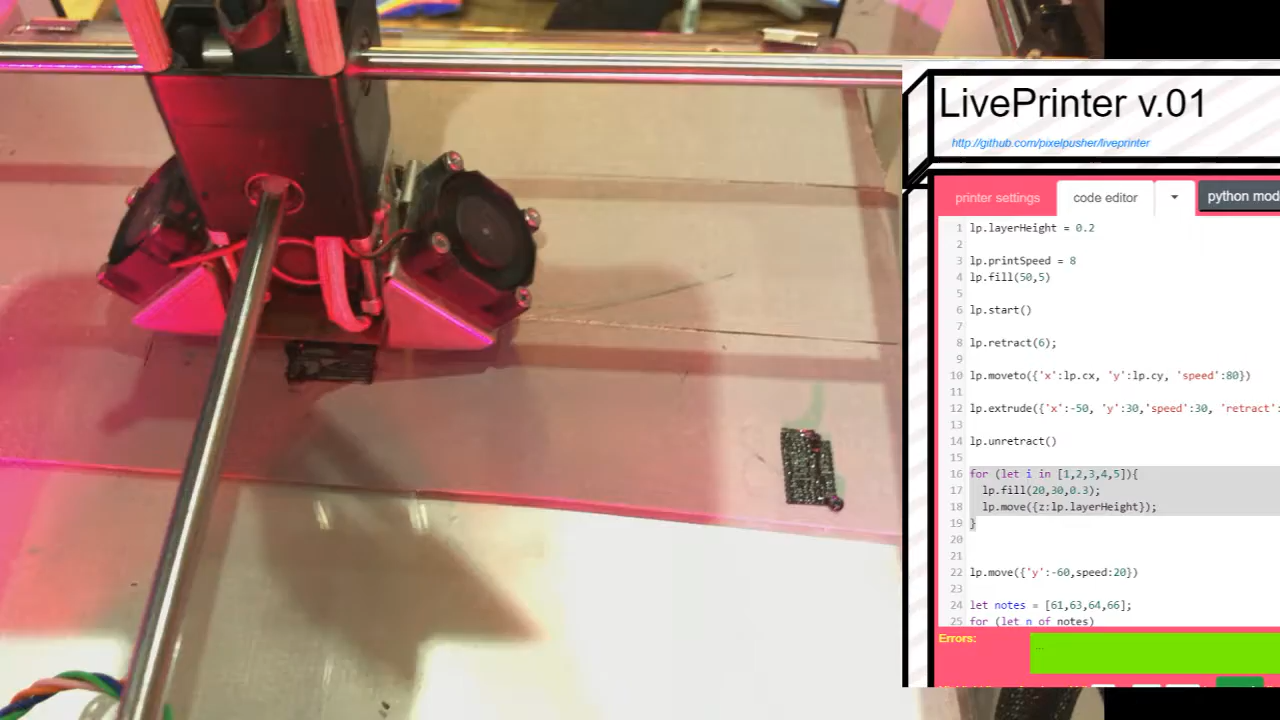 LivePrinter v.01
http://github.com/pixelpusher/liveprinter
printer settings code editor python mod
1 lp.layerHeight = 0.2
2
3 lp.printSpeed = 8
4 lp.fill(50,5)
5
6 lp.start()
7
8 lp.retract(6);
9
10 lp.moveto({'x':lp.cx, 'y':lp.cy, 'speed':80})
11
12 lp.extrude({'x':-50, 'y':30,'speed':30, 'retract':
13
14 lp.unretract()
15
16 for (let i in [1,2,3,4,5]){
17 lp.fill(20,30,0.3);
18 lp.move({z:lp.layerHeight});
19 }
20
21
22 lp.move({'y':-60,speed:20})
23
24 let notes = [61,63,64,66];
25 for (let n of notes)
Errors:
...